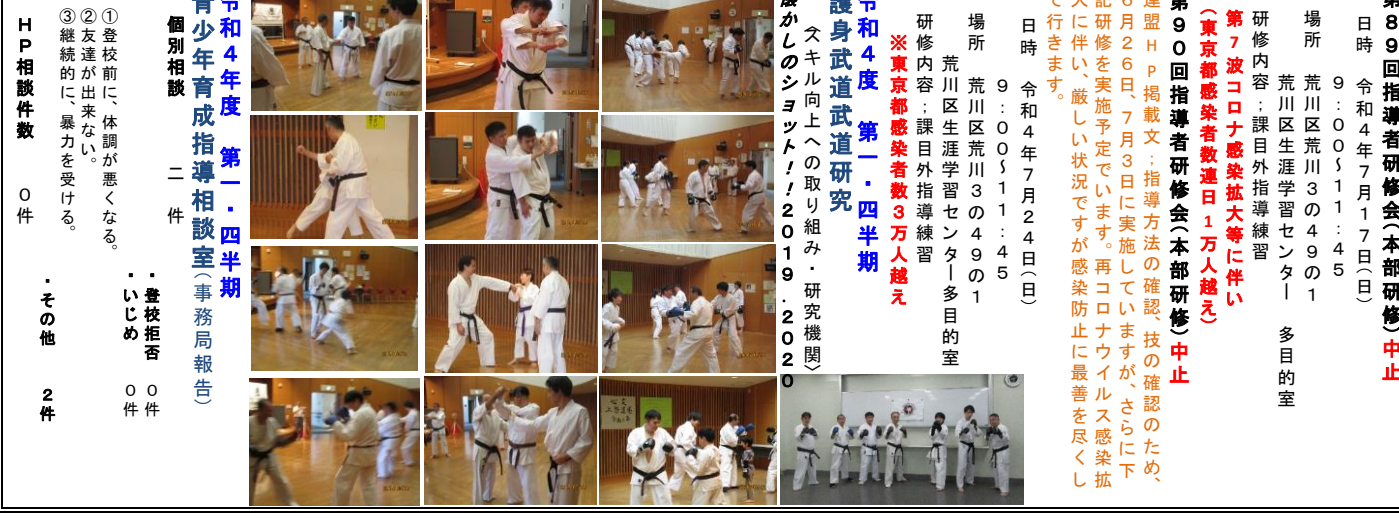 第８９回指導者研修会(本部研修)中止
日時　令和４年７月１７日(日)
９:００～１１:４５
場所　荒川区荒川３の４９の１
荒川区生涯学習センター　多目的室
研修内容；課目外指導練習
第７波コロナ感染拡大等に伴い
(東京都感染者数連日１万人越え)
第９０回指導者研修会(本部研修)中止
連盟ＨＰ掲載文；指導方法の確認、技の確認のため、
６月２６日、７月３日に実施していますが、さらに下
記研修を実施予定でいます。再コロナウイルス感染拡
大に伴い、厳しい状況ですが感染防止に最善を尽くし
て行きます。
日時　令和４年７月２４日(日)
９:００～１１:４５
場所　荒川区荒川３の４９の１
荒川区生涯学習センター多目的室
研修内容；課目外指導練習
※東京都感染者数３万人越え
令和４度　第一・四半期
護身武道武道研究
(スキル向上への取り組み・研究機関)
懐かしのショット!!２０１９.２０２０
令和４年度　第一・四半期
青少年育成指導相談室(事務局報告)
個別相談　二　件
・登校拒否　０件
・いじめ　０件
①登校前に、体調が悪くなる。
②友達が出来ない。
③継続的に、暴力を受ける。
・その他　２件
ＨＰ相談件数　０件